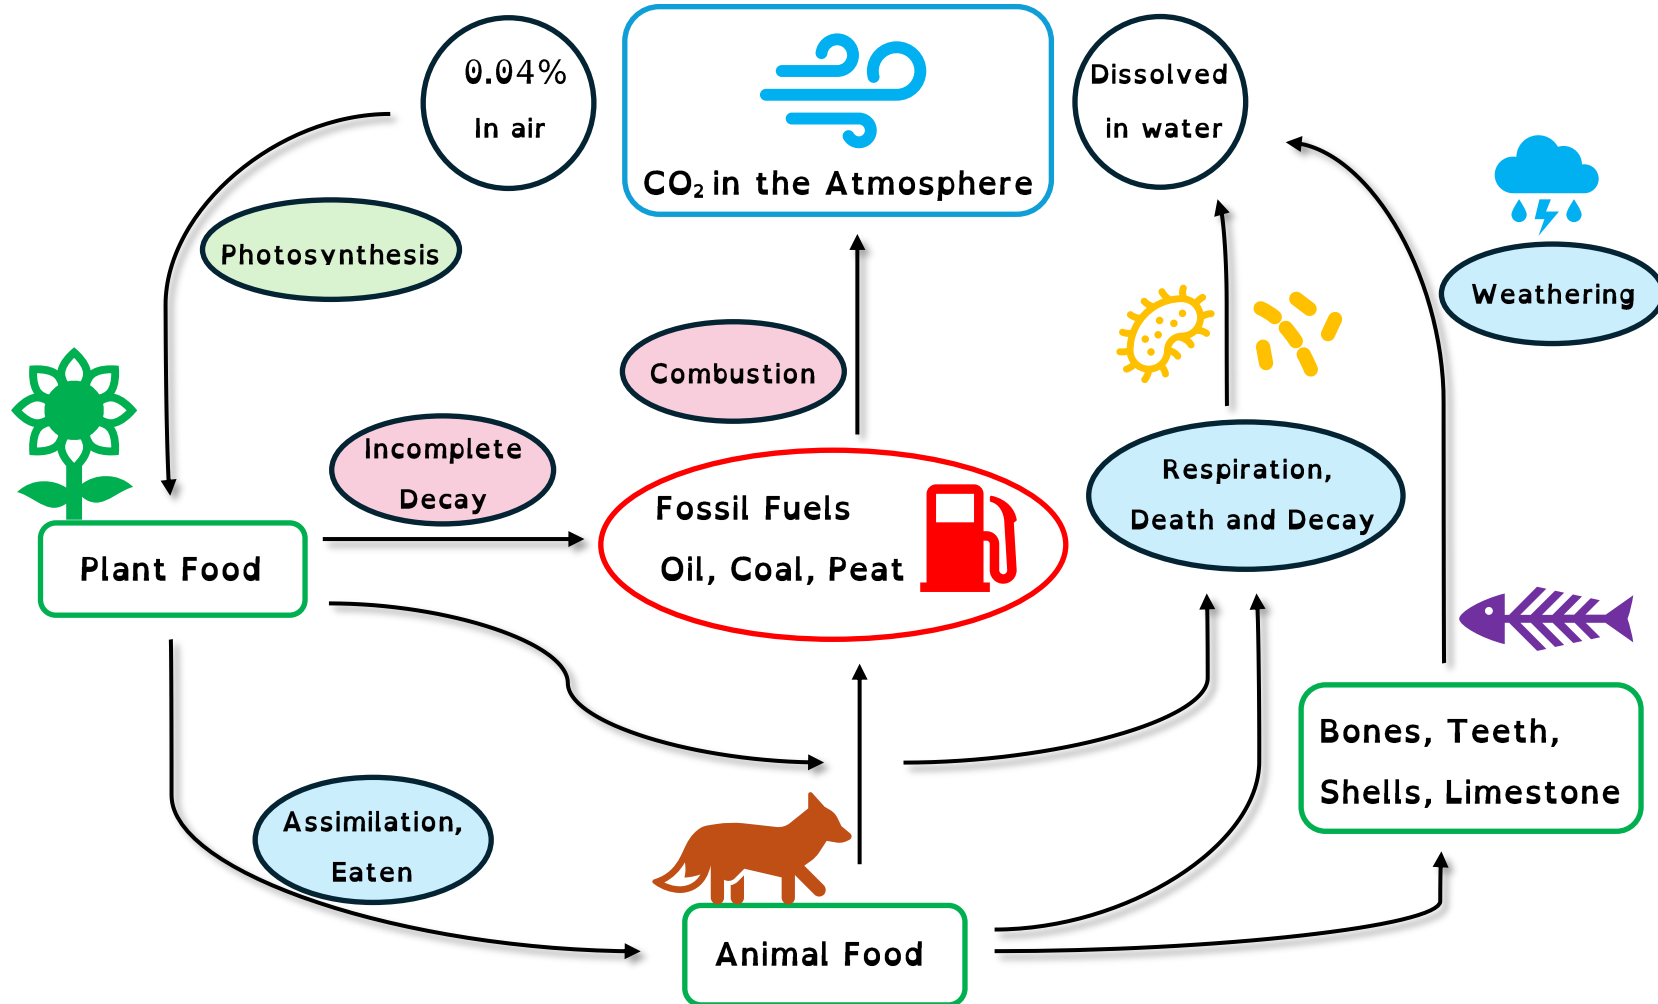 0.04%
In air
CO₂ in the Atmosphere
Dissolved
in water
Photosynthesis
Weathering
Combustion
Incomplete
Decay
Fossil Fuels
Oil, Coal, Peat
Respiration,
Death and Decay
Plant Food
Bones, Teeth,
Shells, Limestone
Assimilation,
Eaten
Animal Food